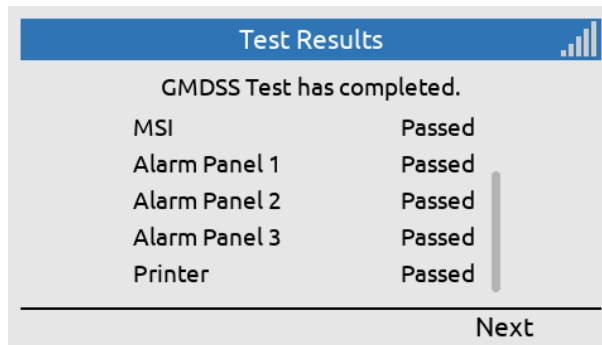 Test Results
GMDSS Test has completed.
MSI Passed
Alarm Panel 1 Passed
Alarm Panel 2 Passed
Alarm Panel 3 Passed
Printer Passed
Next